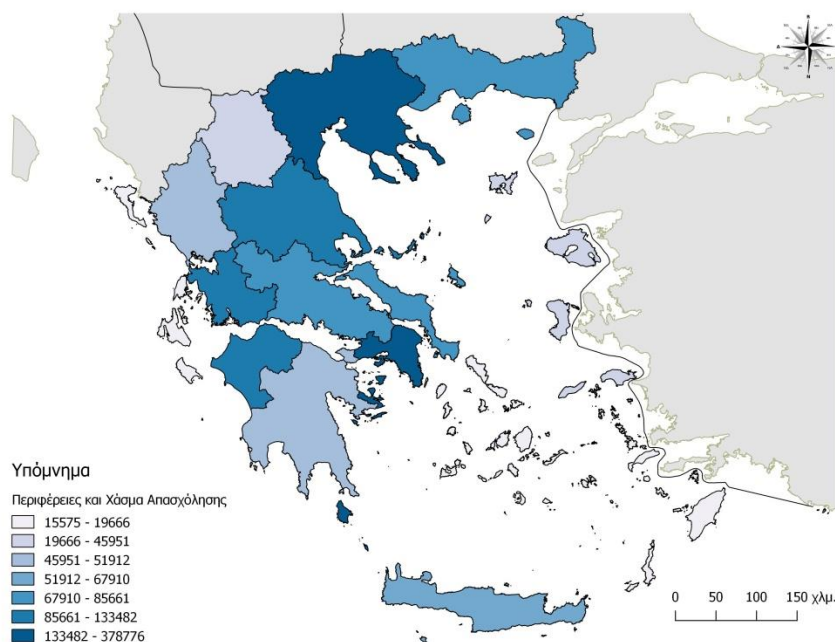 Β
Δ
Α
Ν
Υπόμνημα
Περιφέρειες και Χάσμα Απασχόλησης
15575 - 19666
19666 - 45951
45951 - 51912
51912 - 67910
67910 - 85661
85661 - 133482
133482 - 378776
0 50 100 150 χλμ.